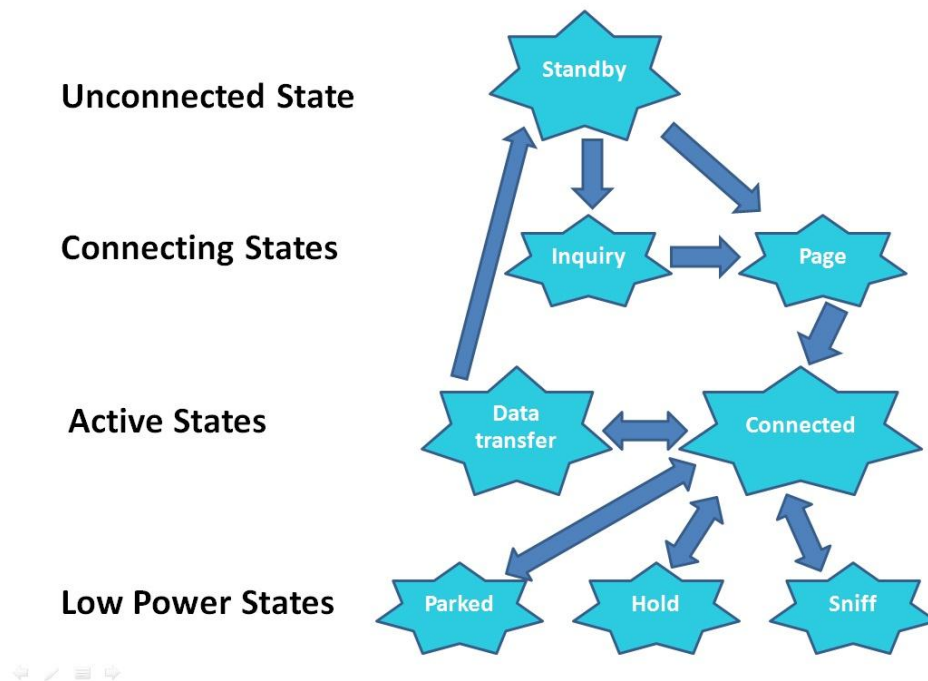 Standby
Unconnected State
Connecting States
Inquiry
Page
Active States
Data
transfer
Connected
Low Power States
Parked
Hold
Sniff